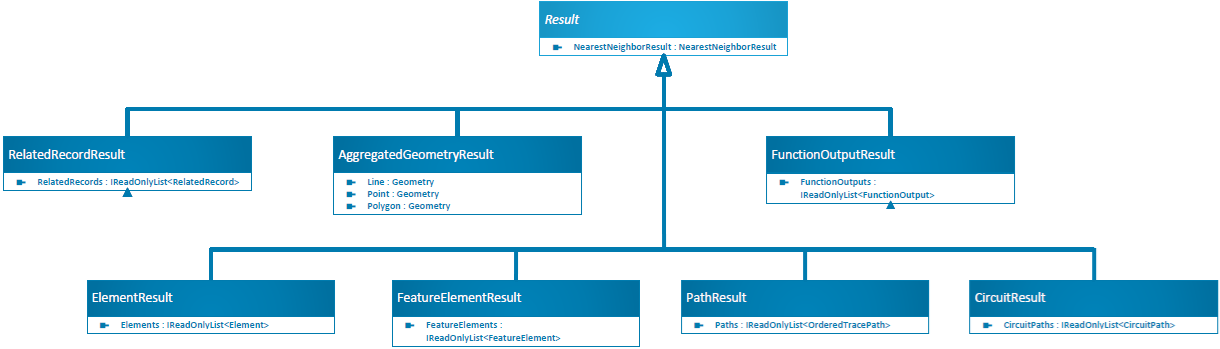 Result
NearestNeighborResult : NearestNeighborResult
RelatedRecordResult
RelatedRecords : IReadOnlyList<RelatedRecord>
AggregatedGeometryResult
Line : Geometry
Point : Geometry
Polygon : Geometry
FunctionOutputResult
FunctionOutputs :
IReadOnlyList<FunctionOutput>
ElementResult
Elements : IReadOnlyList<Element>
FeatureElementResult
FeatureElements :
IReadOnlyList<FeatureElement>
PathResult
Paths : IReadOnlyList<OrderedTracePath>
CircuitResult
CircuitPaths : IReadOnlyList<CircuitPath>